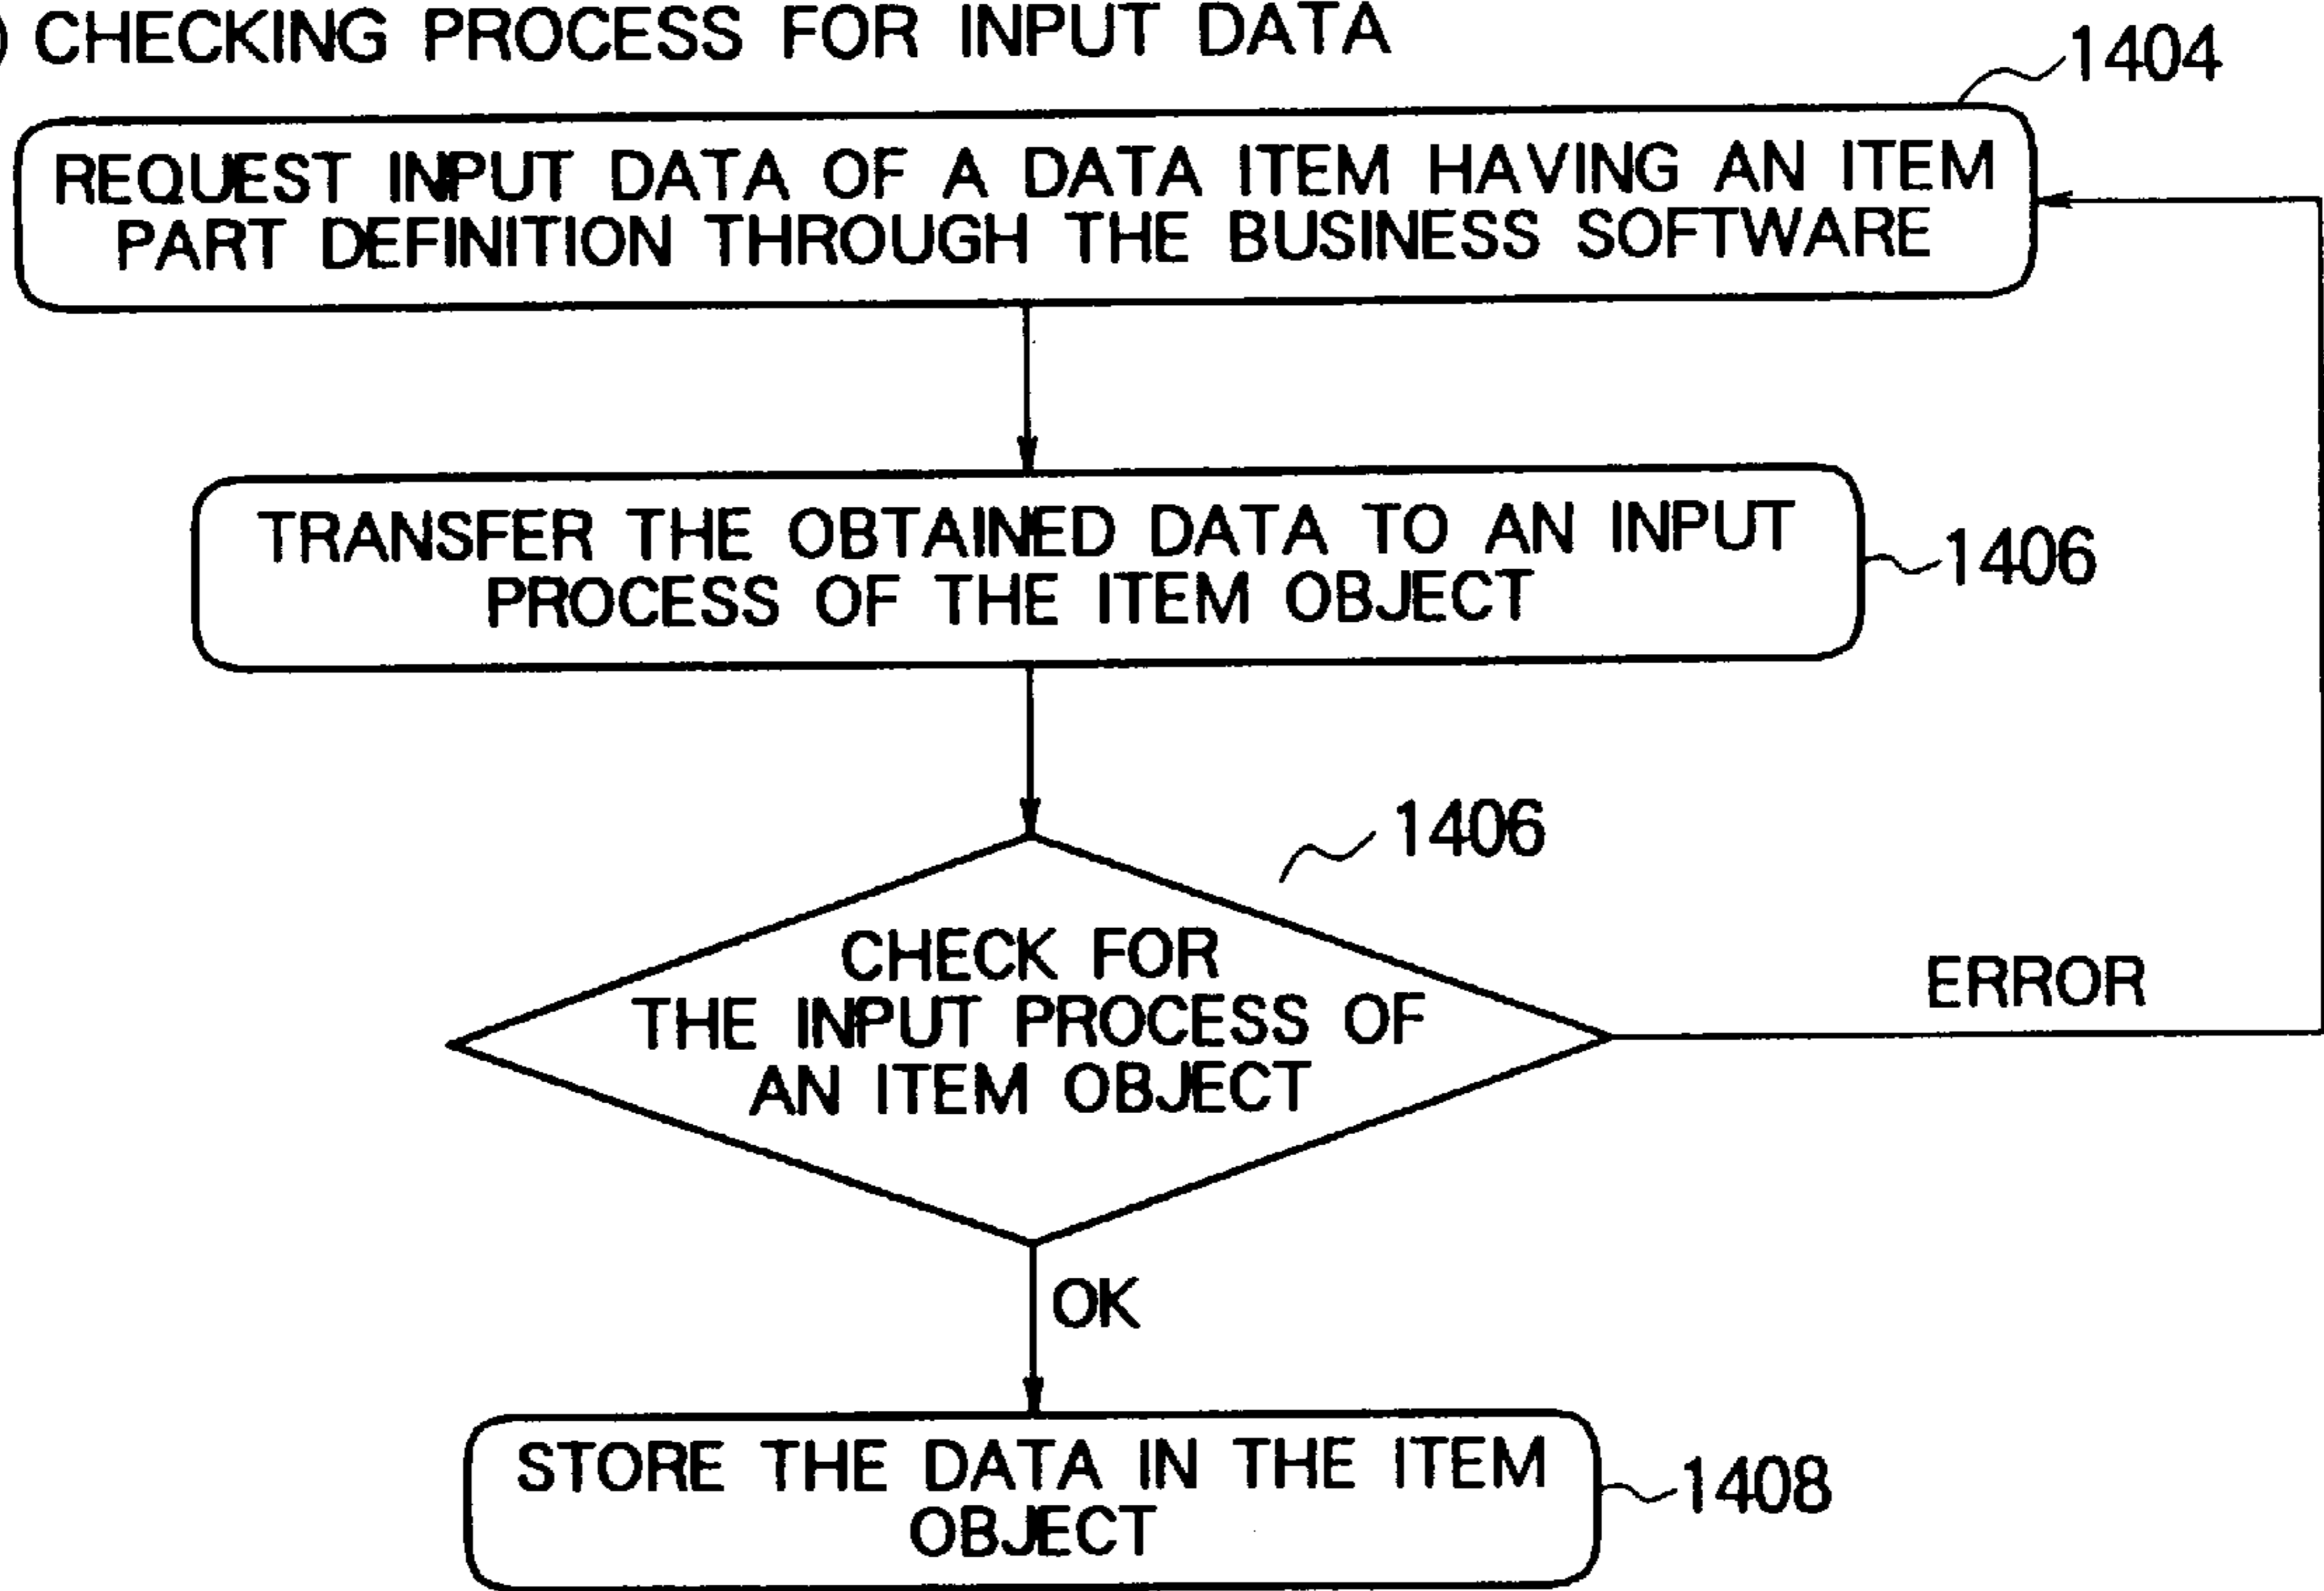 ) CHECKING PROCESS FOR INPUT DATA
1404
REQUEST INPUT DATA OF A DATA ITEM HAVING AN ITEM
PART DEFINITION THROUGH THE BUSINESS SOFTWARE
TRANSFER THE OBTAINED DATA TO AN INPUT
PROCESS OF THE ITEM OBJECT
1406
1406
CHECK FOR
THE INPUT PROCESS OF
AN ITEM OBJECT
ERROR
OK
STORE THE DATA IN THE ITEM
OBJECT
1408